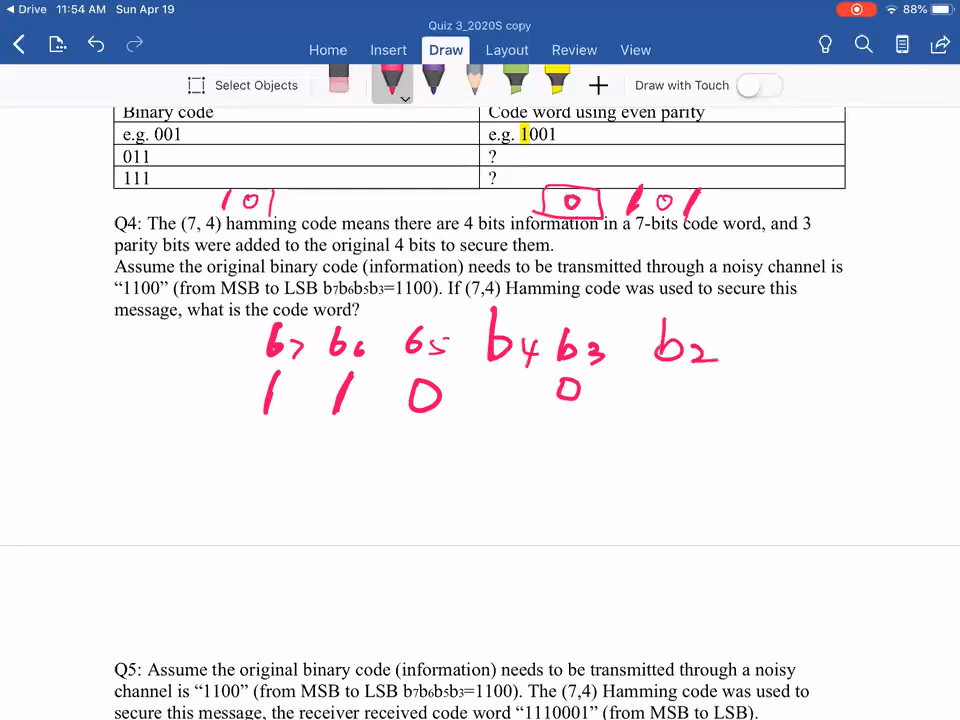 Drive 11:54 AM Sun Apr 19 88%
Quiz 3_2020S copy
Home Insert Draw Layout Review View
Select Objects Draw with Touch
Binary code Code word using even parity
e.g. 001 e.g. 1001
011 ?
111 ?
101 0 101
Q4: The (7, 4) hamming code means there are 4 bits information in a 7-bits code word, and 3
parity bits were added to the original 4 bits to secure them.
Assume the original binary code (information) needs to be transmitted through a noisy channel is
“1100” (from MSB to LSB b7b6b5b3=1100). If (7,4) Hamming code was used to secure this
message, what is the code word?
b7 b6 b5 b4 b3 b2
1 1 0 0
Q5: Assume the original binary code (information) needs to be transmitted through a noisy
channel is “1100” (from MSB to LSB b7b6b5b3=1100). The (7,4) Hamming code was used to
secure this message, the receiver received code word “1110001” (from MSB to LSB).